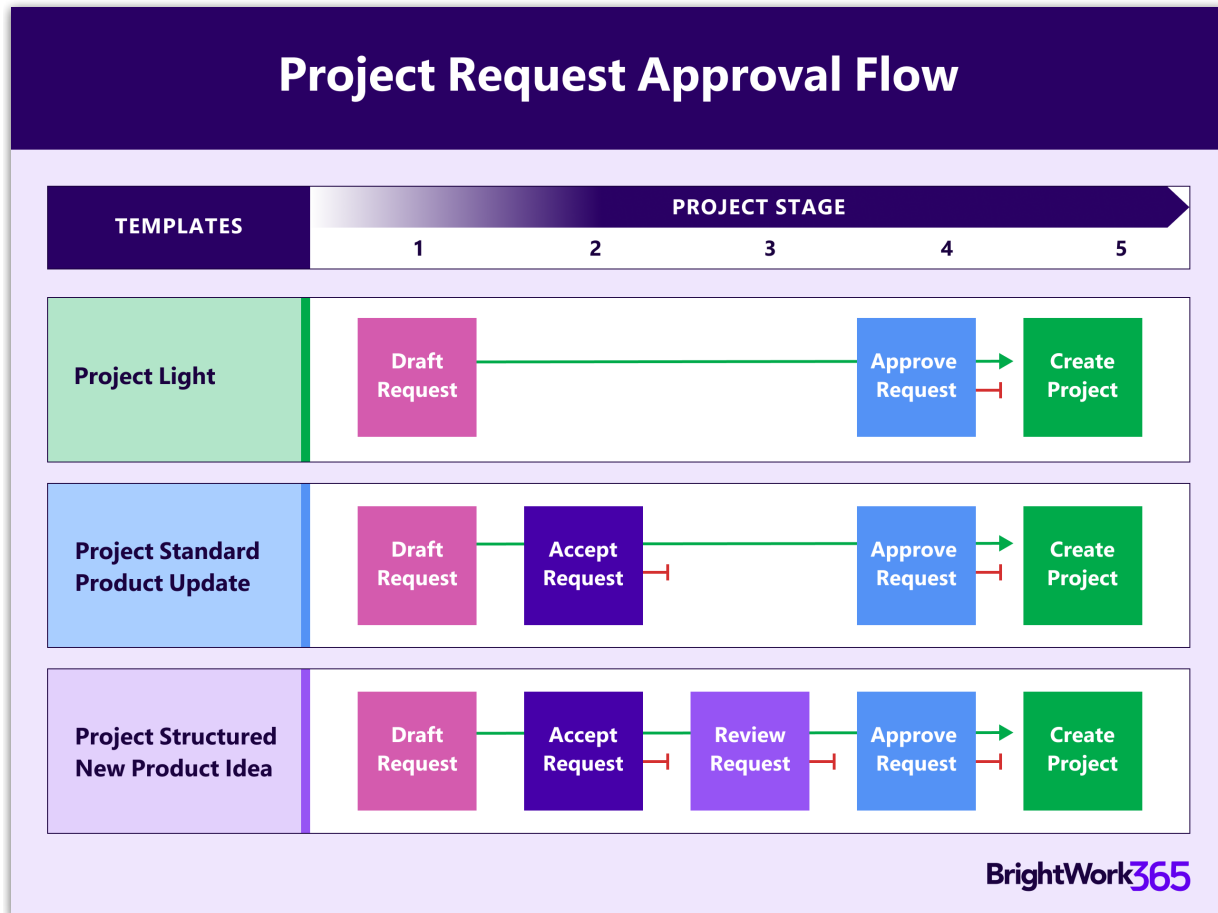 Project Request Approval Flow
TEMPLATES
PROJECT STAGE
1 2 3 4 5
Project Light
Draft
Request
Approve
Request
Create
Project
Project Standard
Product Update
Draft
Request
Accept
Request
Approve
Request
Create
Project
Project Structured
New Product Idea
Draft
Request
Accept
Request
Review
Request
Approve
Request
Create
Project
BrightWork365